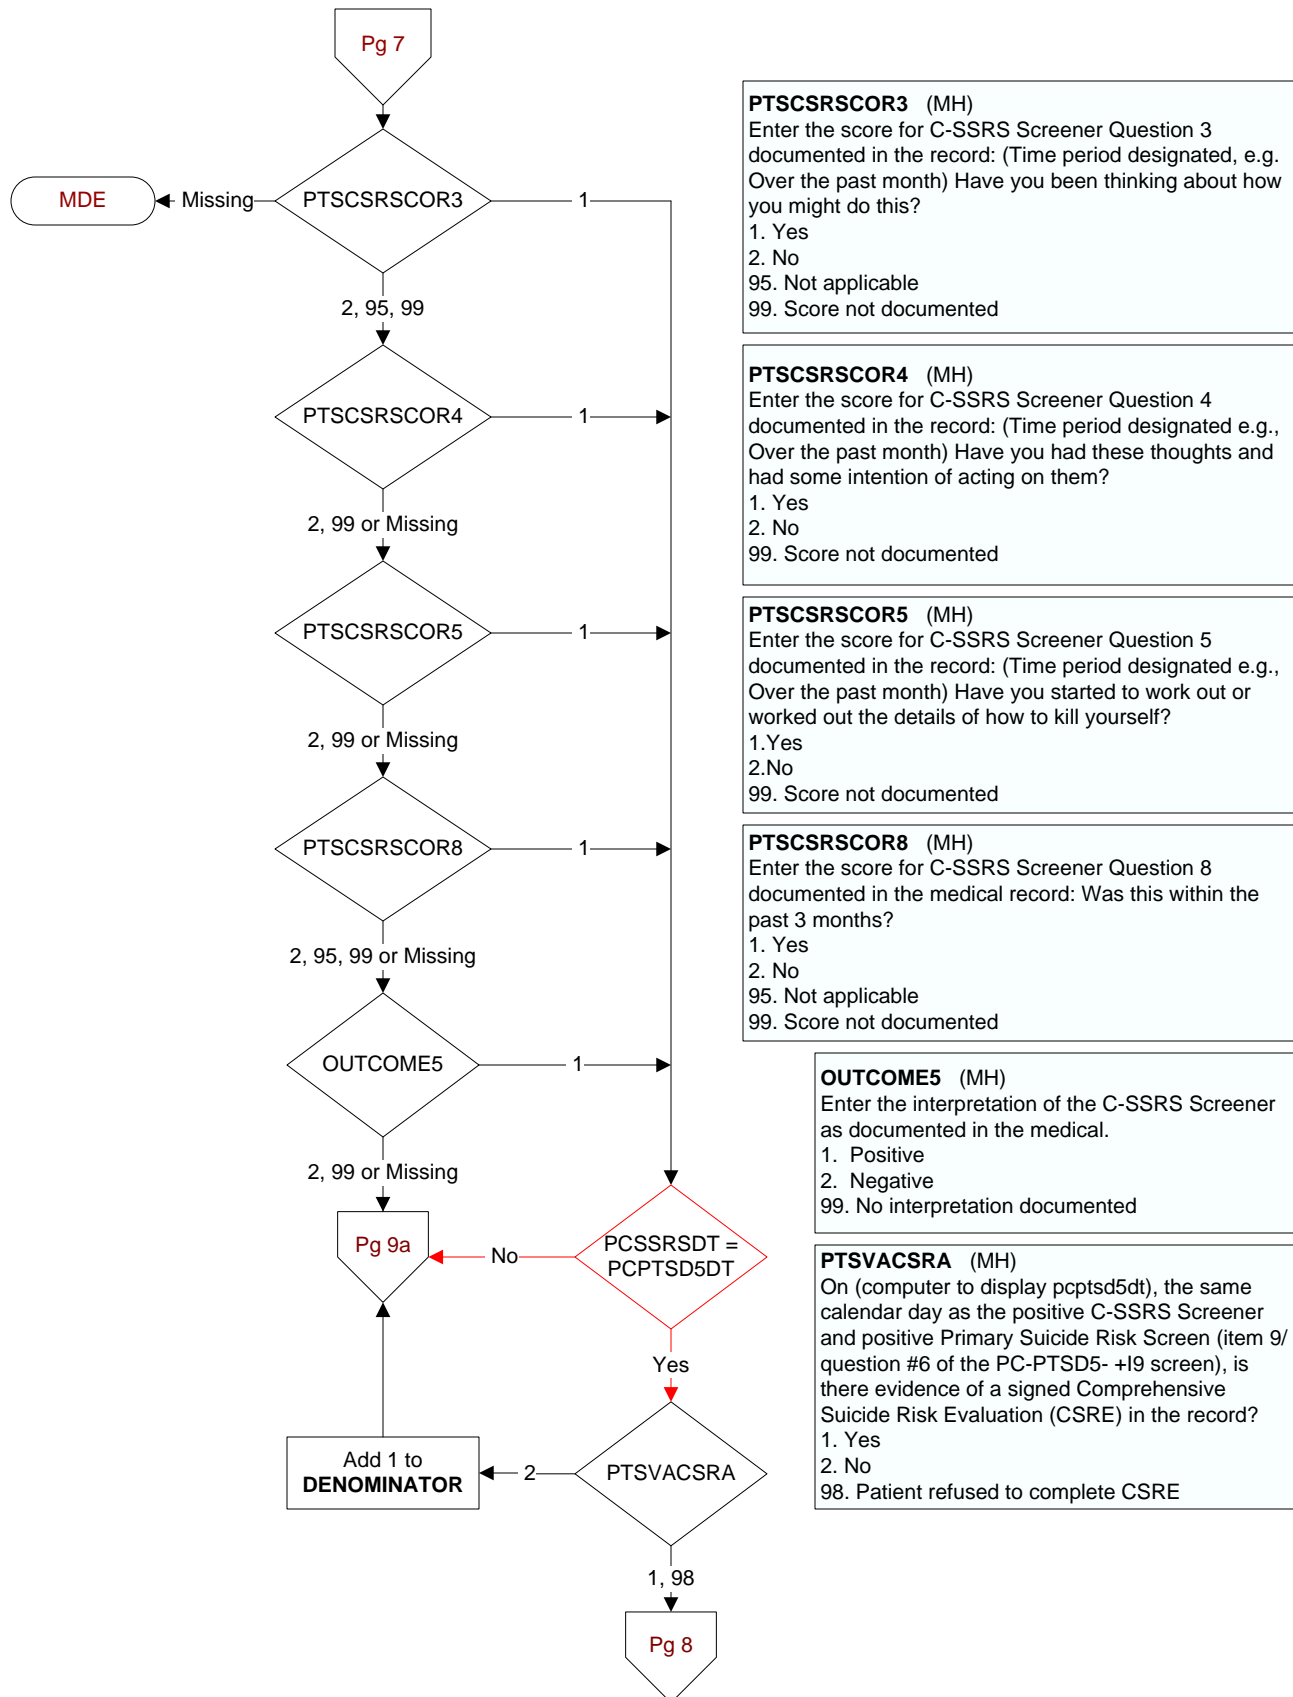 Pg 7
PTSCSRSCOR3
Missing
MDE
1
2, 95, 99
PTSCSRSCOR4
1
2, 99 or Missing
PTSCSRSCOR5
1
2, 99 or Missing
PTSCSRSCOR8
1
2, 95, 99 or Missing
OUTCOME5
1
2, 99 or Missing
Pg 9a
No
PCSSRSDT =
PCPTSD5DT
Yes
PTSVACSRA
2
Add 1 to
DENOMINATOR
1, 98
Pg 8
PTSCSRSCOR3 (MH)
Enter the score for C-SSRS Screener Question 3
documented in the record: (Time period designated, e.g.
Over the past month) Have you been thinking about how
you might do this?
1. Yes
2. No
95. Not applicable
99. Score not documented
PTSCSRSCOR4 (MH)
Enter the score for C-SSRS Screener Question 4
documented in the record: (Time period designated e.g.,
Over the past month) Have you had these thoughts and
had some intention of acting on them?
1. Yes
2. No
99. Score not documented
PTSCSRSCOR5 (MH)
Enter the score for C-SSRS Screener Question 5
documented in the record: (Time period designated e.g.,
Over the past month) Have you started to work out or
worked out the details of how to kill yourself?
1.Yes
2.No
99. Score not documented
PTSCSRSCOR8 (MH)
Enter the score for C-SSRS Screener Question 8
documented in the medical record: Was this within the
past 3 months?
1. Yes
2. No
95. Not applicable
99. Score not documented
OUTCOME5 (MH)
Enter the interpretation of the C-SSRS Screener
as documented in the medical.
1. Positive
2. Negative
99. No interpretation documented
PTSVACSRA (MH)
On (computer to display pcptsd5dt), the same
calendar day as the positive C-SSRS Screener
and positive Primary Suicide Risk Screen (item 9/
question #6 of the PC-PTSD5- +I9 screen), is
there evidence of a signed Comprehensive
Suicide Risk Evaluation (CSRE) in the record?
1. Yes
2. No
98. Patient refused to complete CSRE